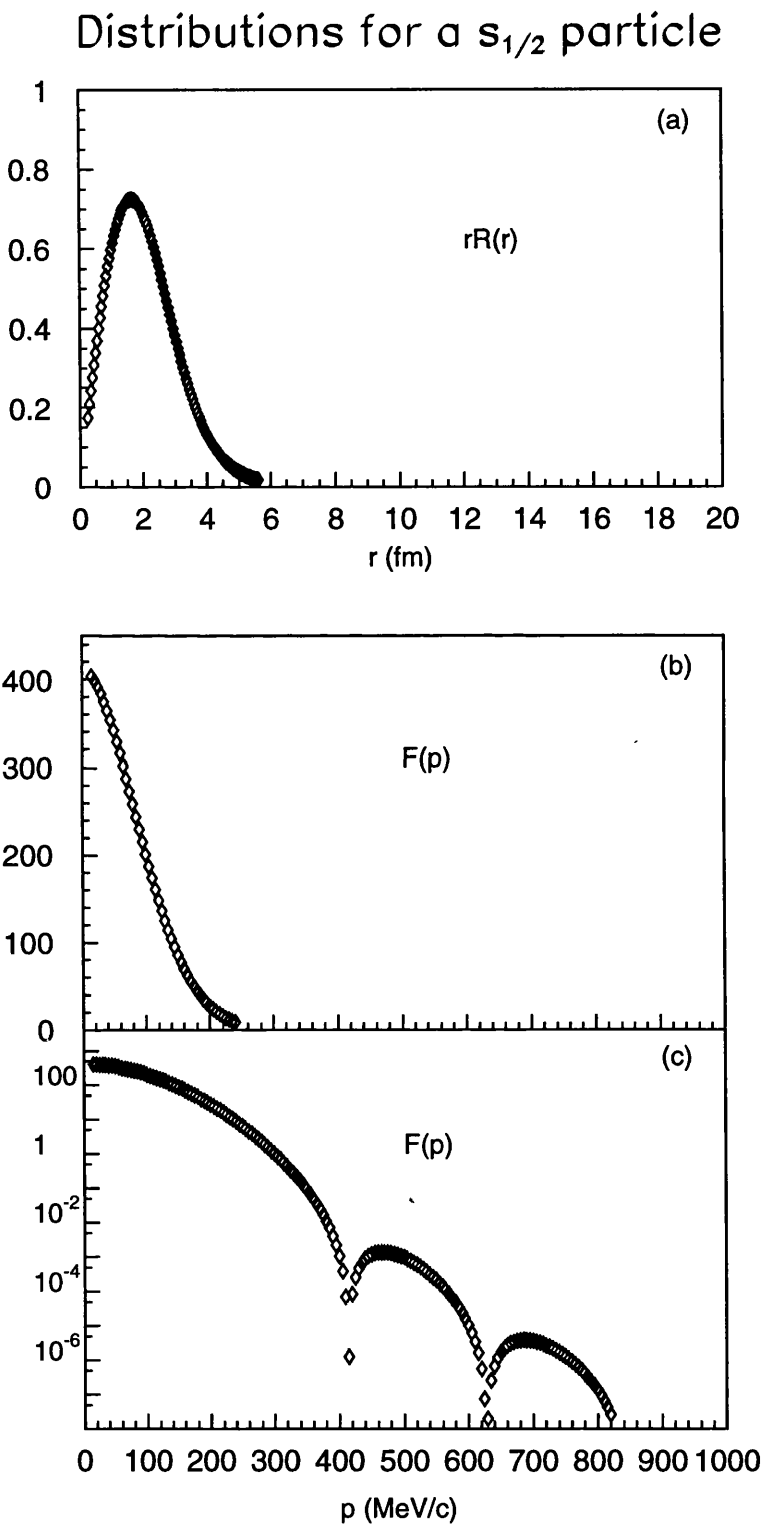 Distributions for a s1/2 particle
1
(a)
0.8
rR(r)
0.6
0.4
0.2
0
0 2 4 6 8 10 12 14 16 18 20
r (fm)
(b)
400
F(p)
300
200
100
0
(c)
100
F(p)
1
10-2
10-4
10-6
0 100 200 300 400 500 600 700 800 900 1000
p (MeV/c)